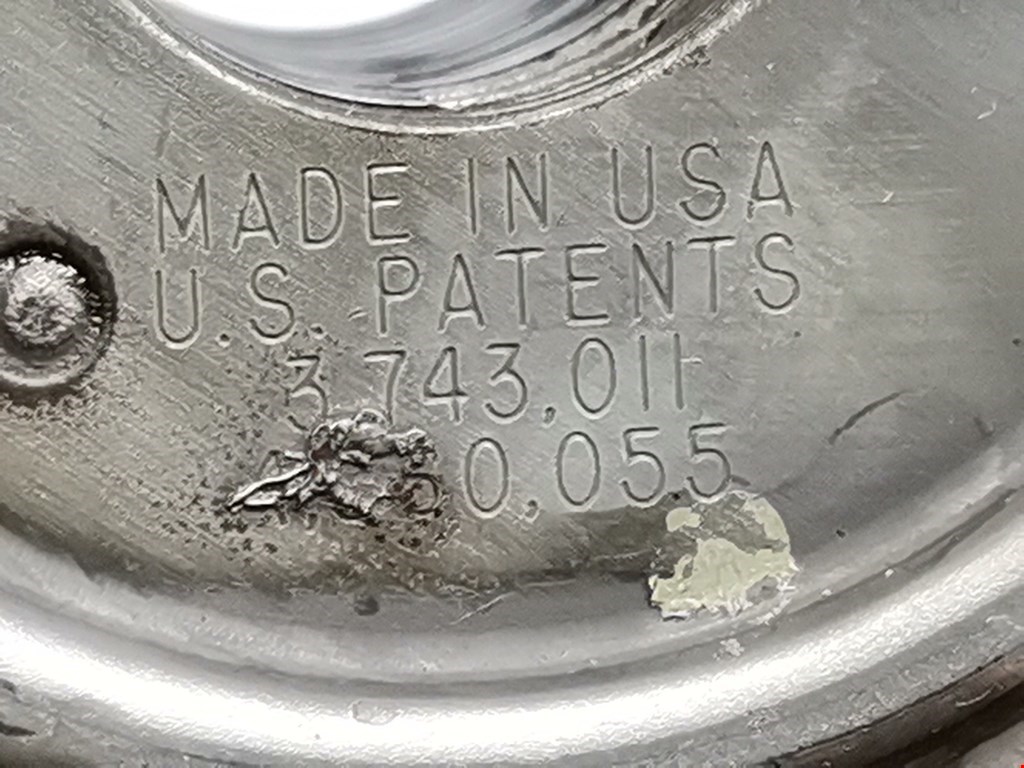 MADE IN USA
U.S. PATENTS
3,743,011
0,055